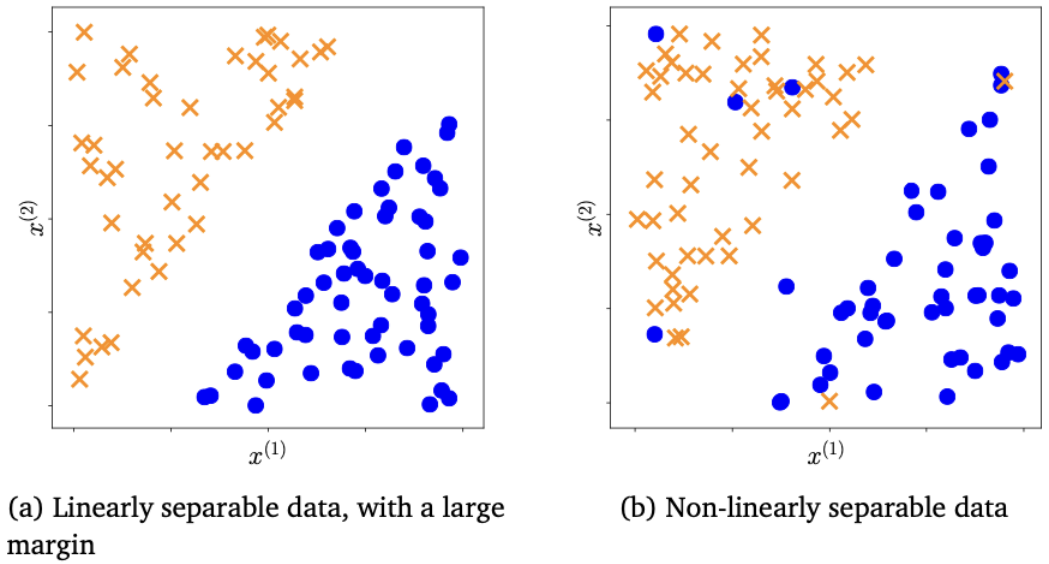 x^(2)
x^(1)
x^(2)
x^(1)
(a) Linearly separable data, with a large
margin
(b) Non-linearly separable data